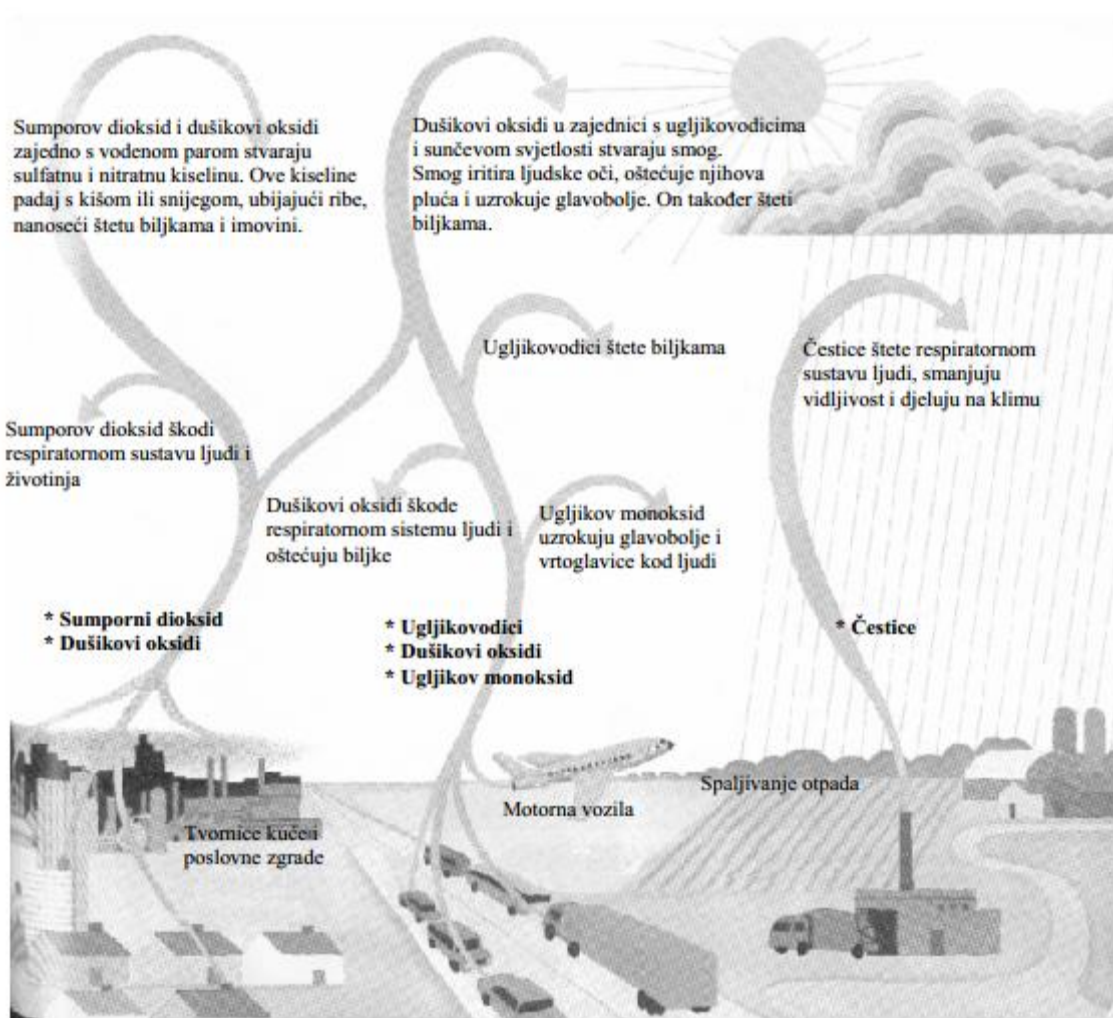 Sumporov dioksid i dušikovi oksidi
zajedno s vodenom parom stvaraju
sulfatnu i nitratnu kiselinu. Ove kiseline
padaj s kišom ili snijegom, ubijajući ribe,
nanoseći štetu biljkama i imovini.
Dušikovi oksidi u zajednici s ugljikovodicima
i sunčevom svjetlosti stvaraju smog.
Smog iritira ljudske oči, oštećuje njihova
pluća i uzrokuje glavobolje. On također šteti
biljkama.
Ugljikovodici štete biljkama
Čestice štete respiratornom
sustavu ljudi, smanjuju
vidljivost i djeluju na klimu
Sumporov dioksid škodi
respiratornom sustavu ljudi i
životinja
Dušikovi oksidi škode
respiratornom sistemu ljudi i
oštećuju biljke
Ugljikov monoksid
uzrokuju glavobolje i
vrtoglavice kod ljudi
* Sumporni dioksid
* Dušikovi oksidi
* Ugljikovodici
* Dušikovi oksidi
* Ugljikov monoksid
* Čestice
Tvornice kuće i
poslovne zgrade
Motorna vozila
Spaljivanje otpada